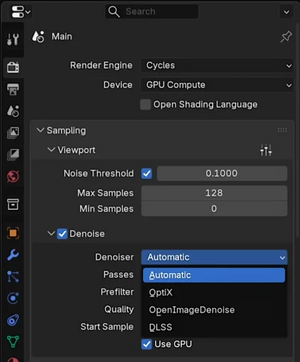 Search
Main
Render Engine Cycles
Device GPU Compute
Open Shading Language
Sampling
Viewport
Noise Threshold 0.1000
Max Samples 128
Min Samples 0
Denoise
Denoiser Automatic
Passes Automatic
Prefilter OptiX
Quality OpenImageDenoise
Start Sample DLSS
Use GPU